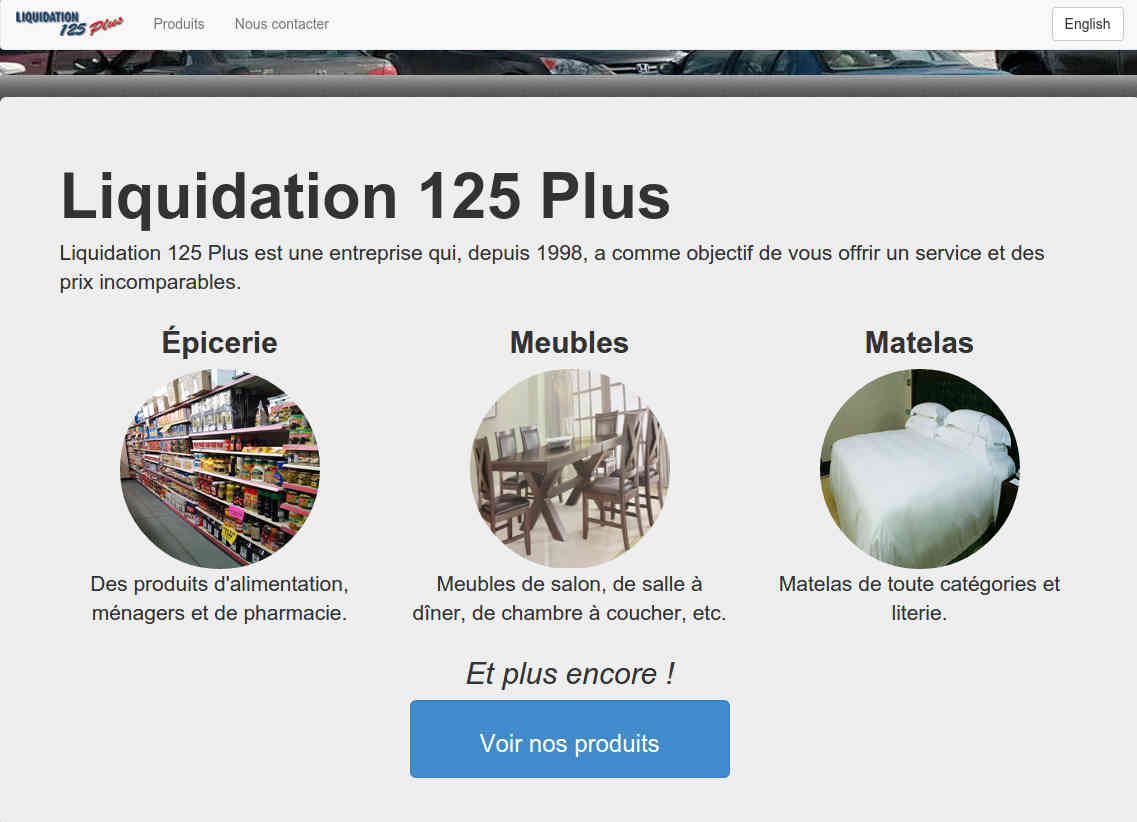 LIQUIDATION
125 Plus
Produits
Nous contacter
English
Liquidation 125 Plus
Liquidation 125 Plus est une entreprise qui, depuis 1998, a comme objectif de vous offrir un service et des
prix incomparables.
Épicerie
Meubles
Matelas
Des produits d'alimentation,
ménagers et de pharmacie.
Meubles de salon, de salle à
dîner, de chambre à coucher, etc.
Matelas de toute catégories et
literie.
Et plus encore !
Voir nos produits